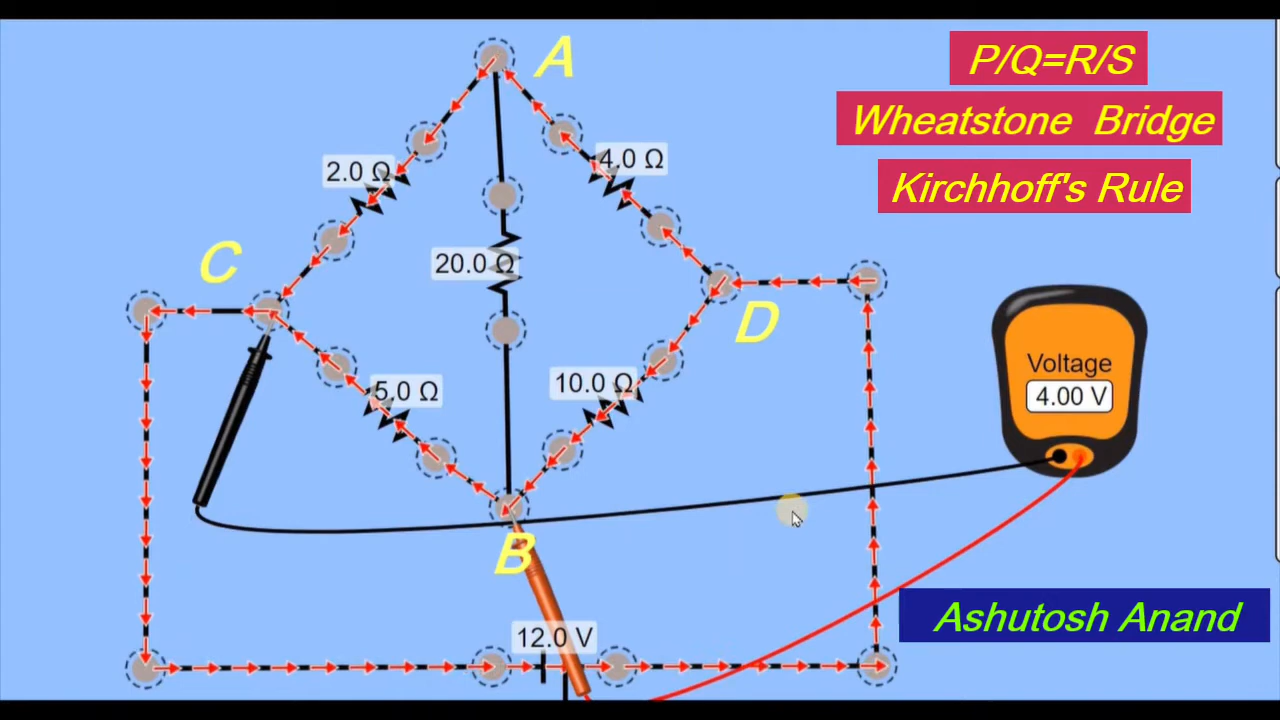 A
P/Q=R/S
Wheatstone Bridge
Kirchhoff's Rule
2.0 Ω
4.0 Ω
C
20.0 Ω
D
Voltage
4.00 V
5.0 Ω
10.0 Ω
B
12.0 V
Ashutosh Anand